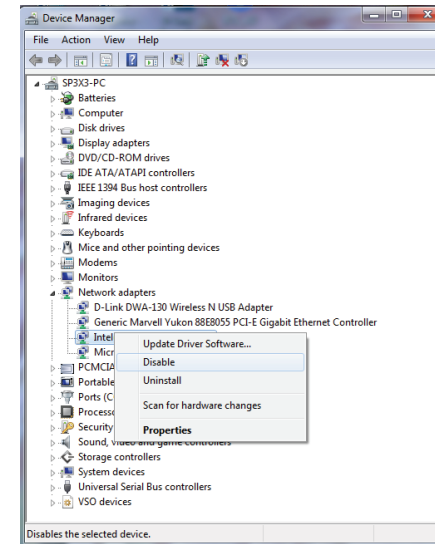 Device Manager
File Action View Help
SP3X3-PC
Batteries
Computer
Disk drives
Display adapters
DVD/CD-ROM drives
IDE ATA/ATAPI controllers
IEEE 1394 Bus host controllers
Imaging devices
Infrared devices
Keyboards
Mice and other pointing devices
Modems
Monitors
Network adapters
D-Link DWA-130 Wireless N USB Adapter
Generic Marvell Yukon 88E8055 PCI-E Gigabit Ethernet Controller
Intel
Micr
PCMCIA
Portable
Ports (C
Processo
Security
Sound, video and game controllers
Storage controllers
System devices
Universal Serial Bus controllers
VSO devices
Update Driver Software...
Disable
Uninstall
Scan for hardware changes
Properties
Disables the selected device.